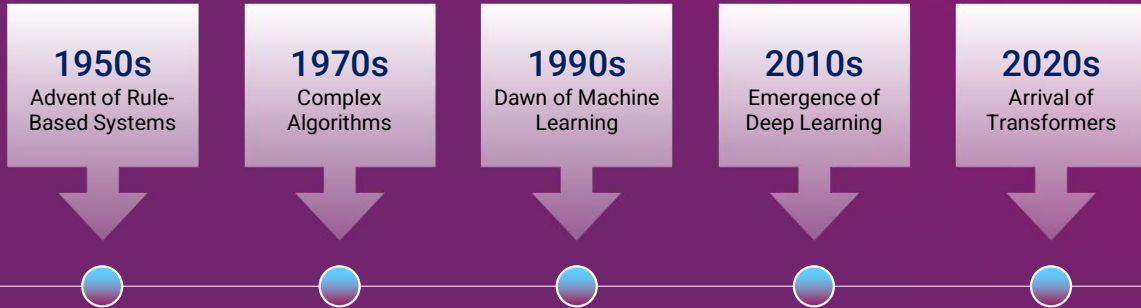 1950s
Advent of Rule-
Based Systems
1970s
Complex
Algorithms
1990s
Dawn of Machine
Learning
2010s
Emergence of
Deep Learning
2020s
Arrival of
Transformers